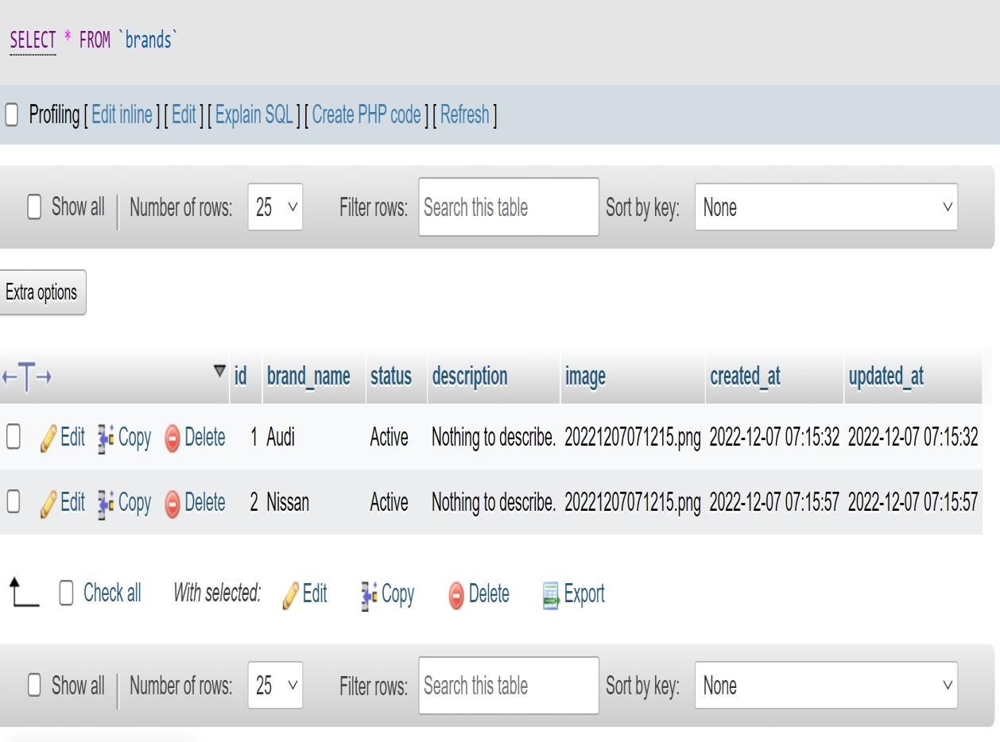 SELECT * FROM `brands`
Profiling [ Edit inline ] [ Edit ] [ Explain SQL ] [ Create PHP code ] [ Refresh ]
Show all Number of rows: 25 Filter rows: Search this table Sort by key: None
Extra options
id brand_name status description image created_at updated_at
Edit Copy Delete 1 Audi Active Nothing to describe. 20221207071215.png 2022-12-07 07:15:32 2022-12-07 07:15:32
Edit Copy Delete 2 Nissan Active Nothing to describe. 20221207071215.png 2022-12-07 07:15:57 2022-12-07 07:15:57
Check all With selected: Edit Copy Delete Export
Show all Number of rows: 25 Filter rows: Search this table Sort by key: None